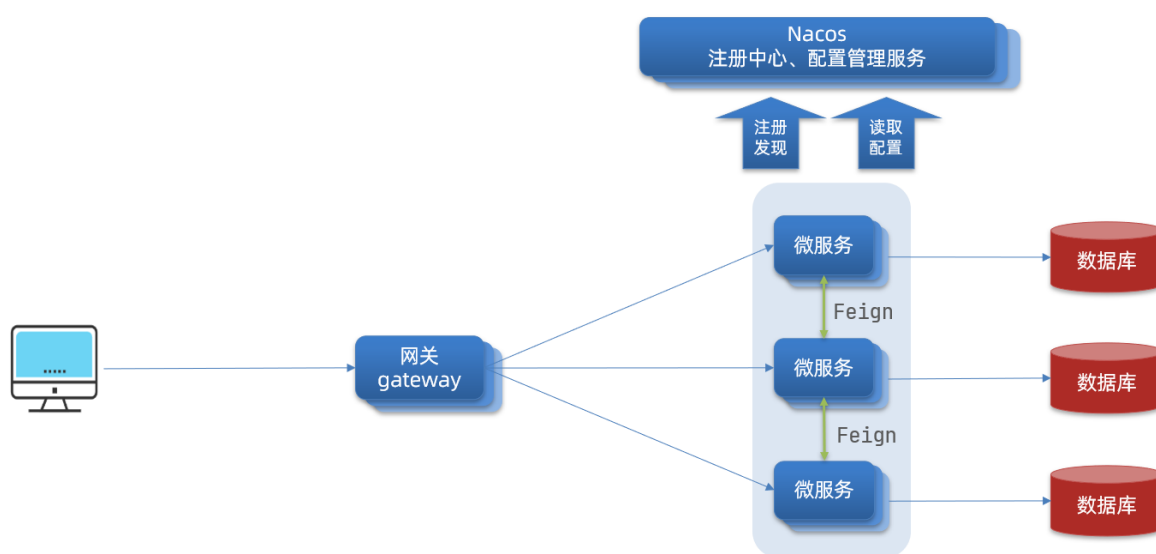 Nacos
注册中心、配置管理服务
注册
发现
读取
配置
微服务
数据库
Feign
网关
gateway
微服务
数据库
Feign
微服务
数据库